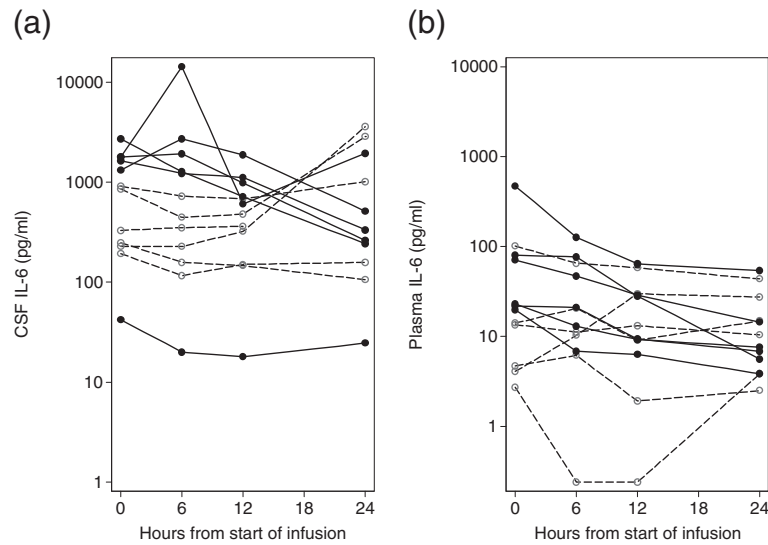 (a)
(b)
CSF IL-6 (pg/ml)
10000
1000
100
10
1
0 6 12 18 24
Hours from start of infusion
Plasma IL-6 (pg/ml)
10000
1000
100
10
1
0 6 12 18 24
Hours from start of infusion